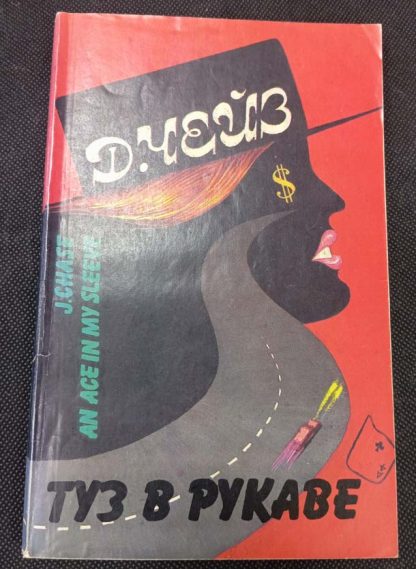 Д.ЧЕЙЗ
$
J.CHASE
AN ACE IN MY SLEEVE
ТУЗ В РУКАВЕ